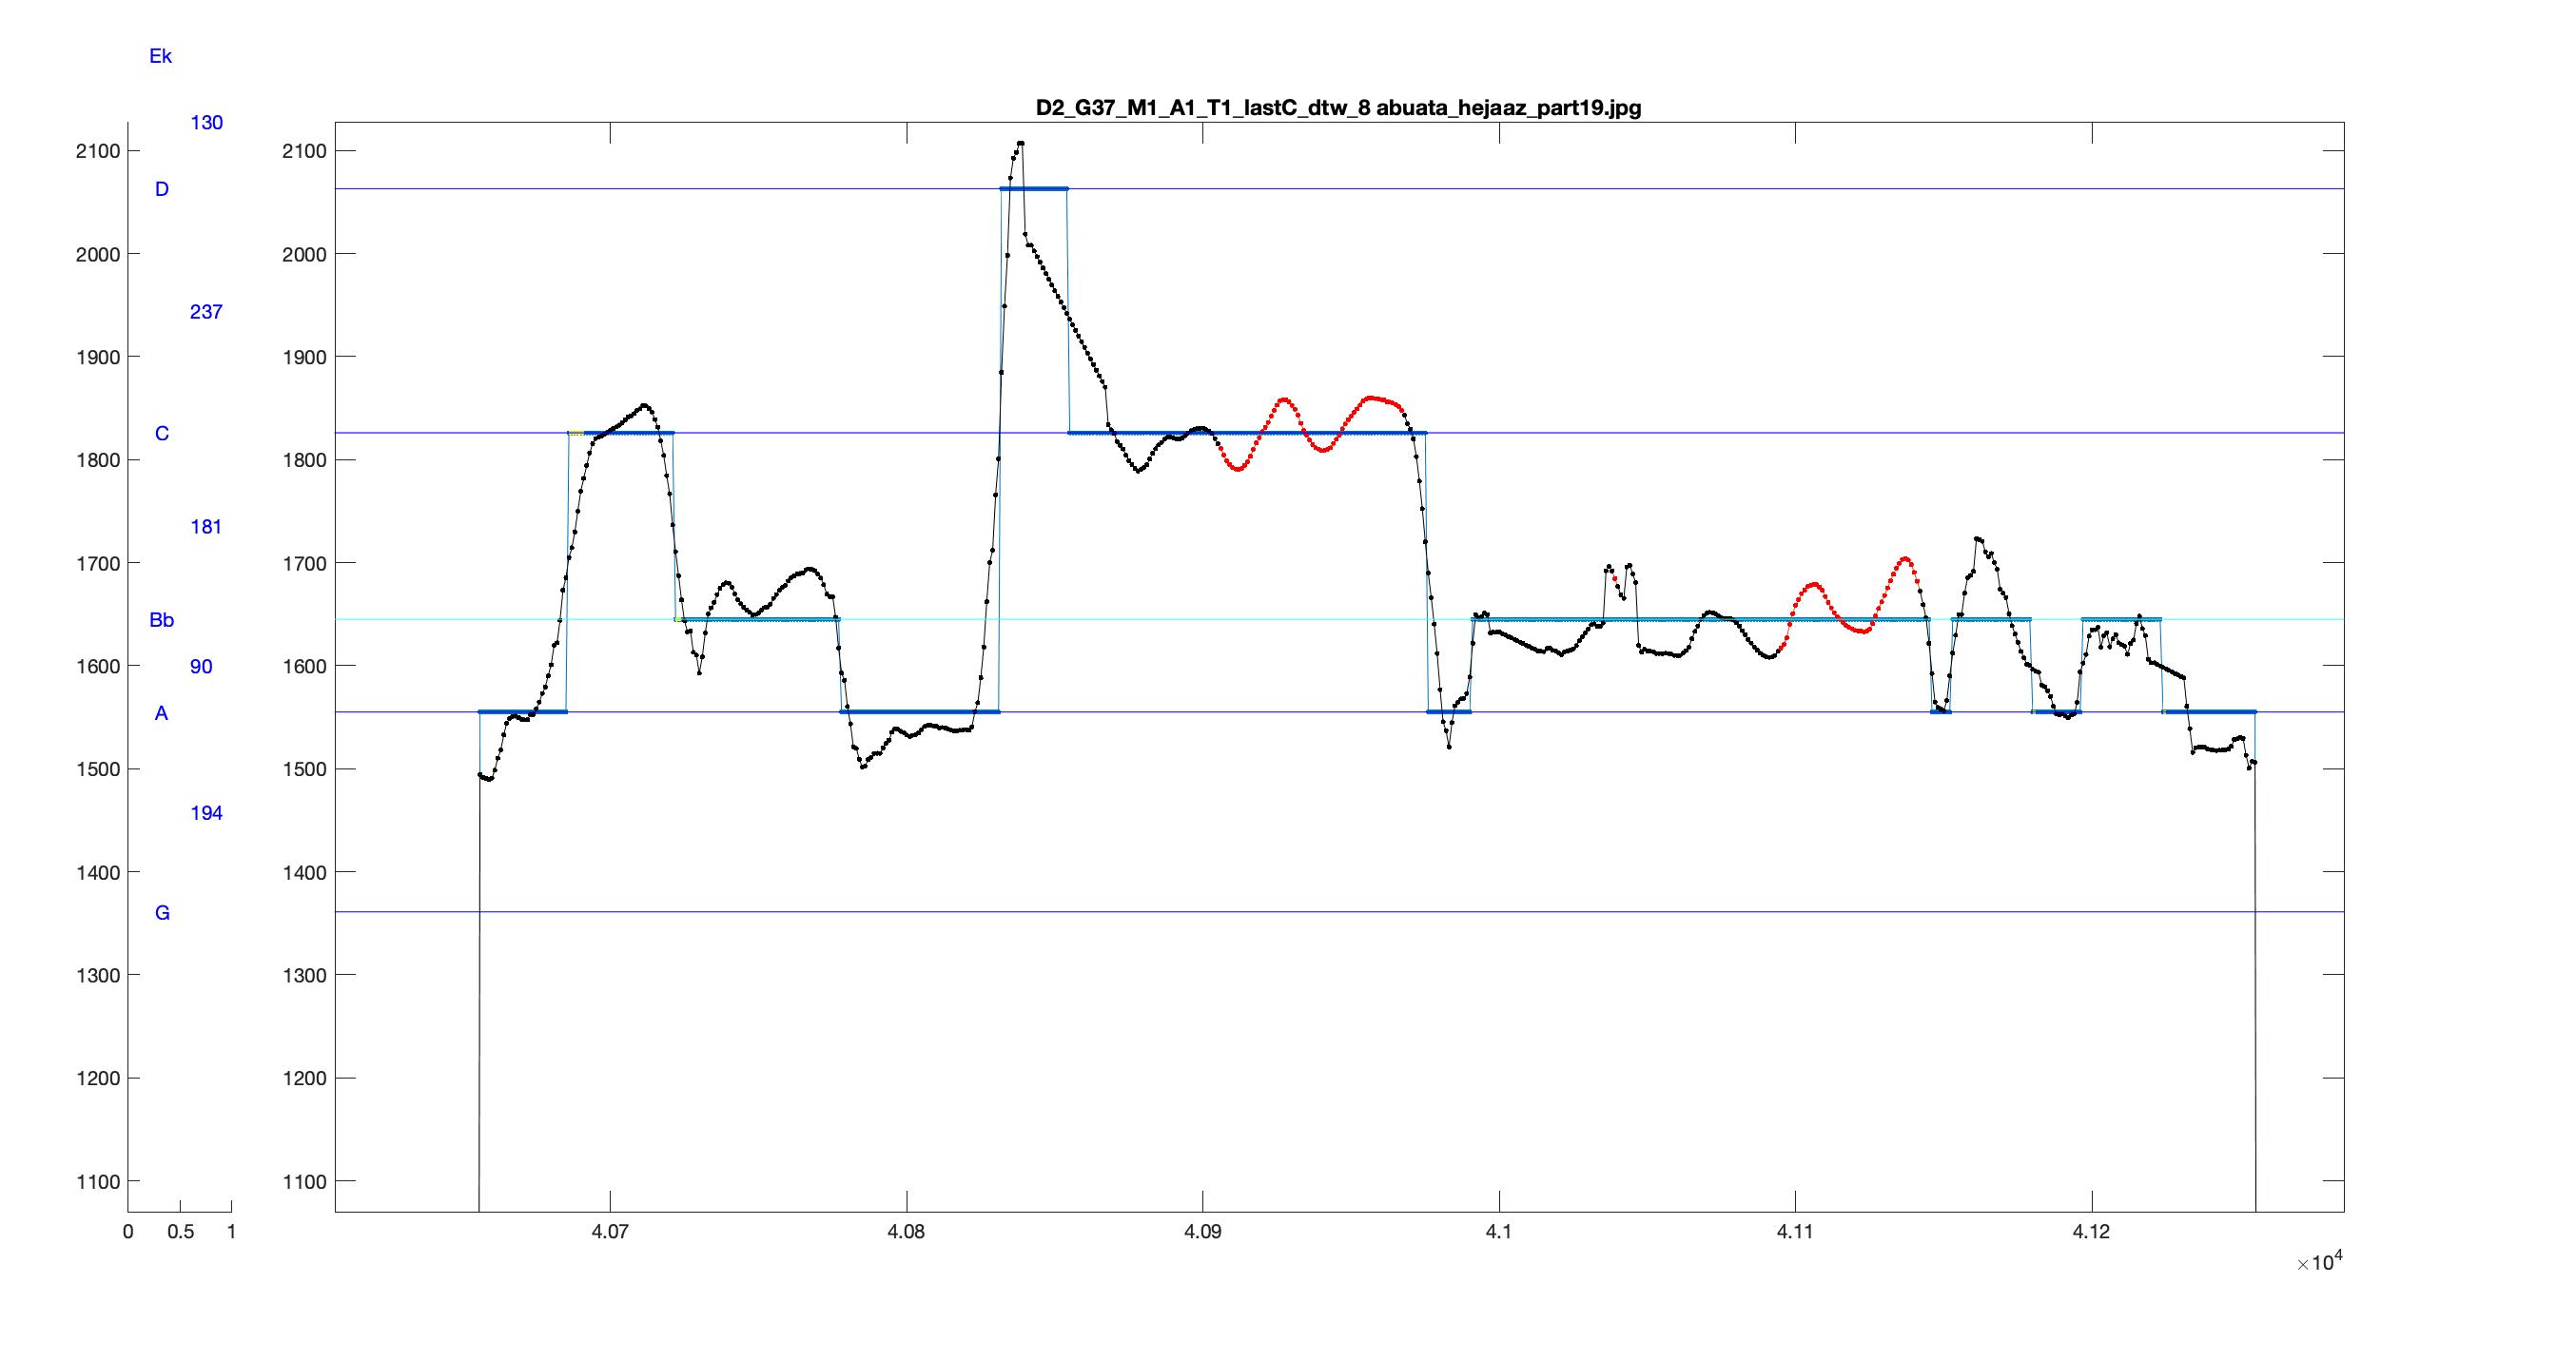 Ek
D2_G37_M1_A1_T1_lastC_dtw_8 abuata_hejaaz_part19.jpg
130
2100 2100
D
2000 2000
237
1900 1900
C
1800 1800
181
1700 1700
Bb
1600 90 1600
A
1500 1500
194
1400 1400
G
1300 1300
1200 1200
1100 1100
0 0.5 1 4.07 4.08 4.09 4.1 4.11 4.12
×10⁴